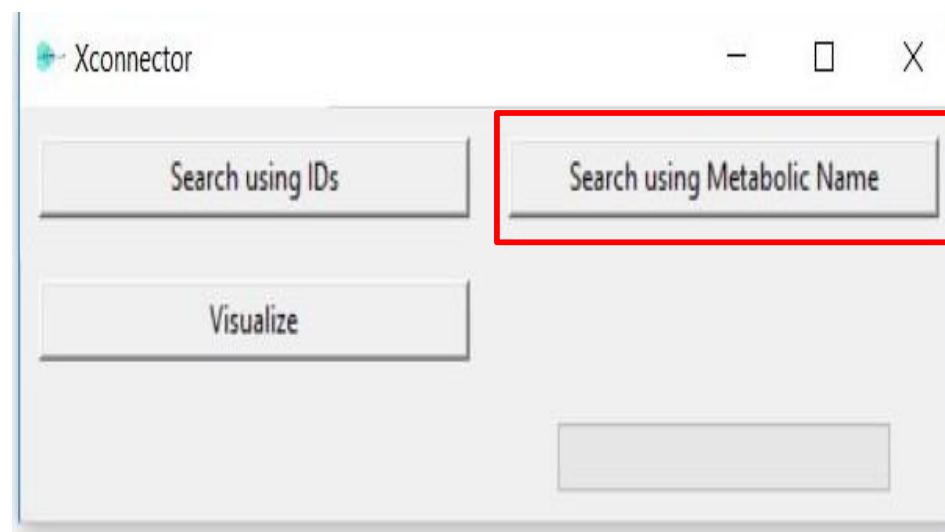 Xconnector
Search using IDs
Search using Metabolic Name
Visualize